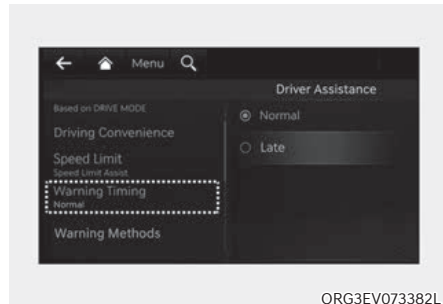 Menu
Driver Assistance
Based on DRIVE MODE
Driving Convenience
Speed Limit
Speed Limit Assist
Warning Timing
Normal
Warning Methods
Normal
Late
ORG3EV073382L